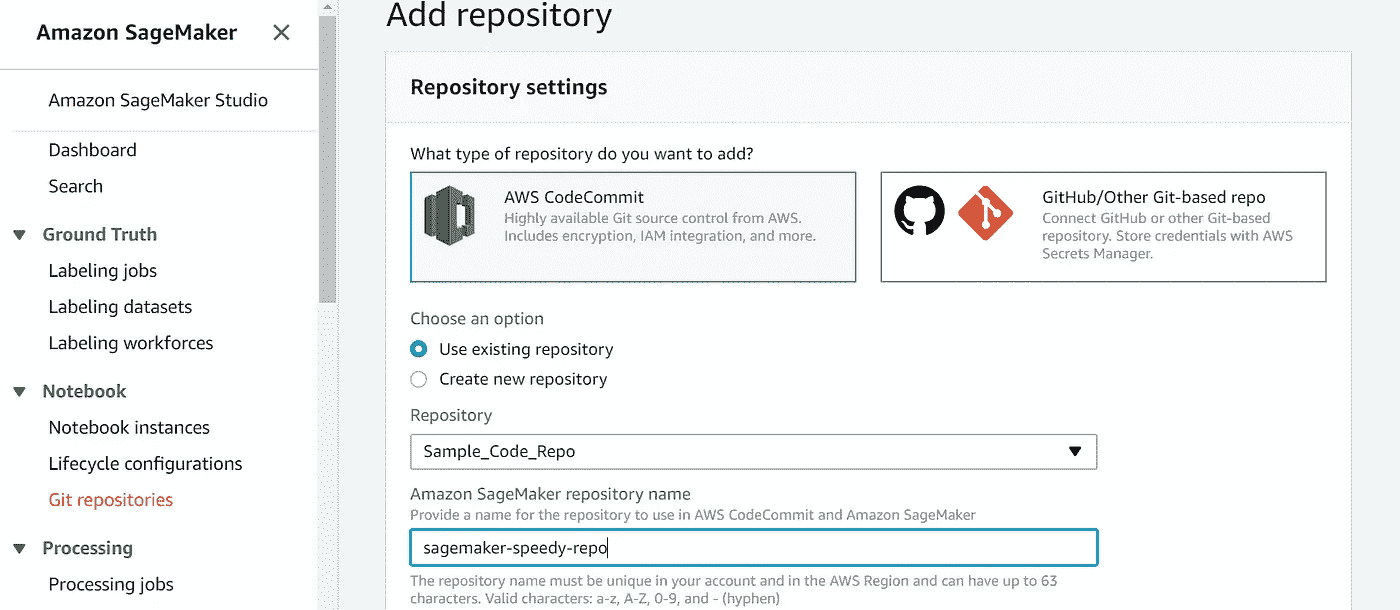 Amazon SageMaker
Amazon SageMaker Studio
Dashboard
Search
Ground Truth
Labeling jobs
Labeling datasets
Labeling workforces
Notebook
Notebook instances
Lifecycle configurations
Git repositories
Processing
Processing jobs
Add repository
Repository settings
What type of repository do you want to add?
AWS CodeCommit
Highly available Git source control from AWS.
Includes encryption, IAM integration, and more.
GitHub/Other Git-based repo
Connect GitHub or other Git-based
repository. Store credentials with AWS
Secrets Manager.
Choose an option
Use existing repository
Create new repository
Repository
Sample_Code_Repo
Amazon SageMaker repository name
Provide a name for the repository to use in AWS CodeCommit and Amazon SageMaker
sagemaker-speedy-repo
The repository name must be unique in your account and in the AWS Region and can have up to 63
characters. Valid characters: a-z, A-Z, 0-9, and - (hyphen)